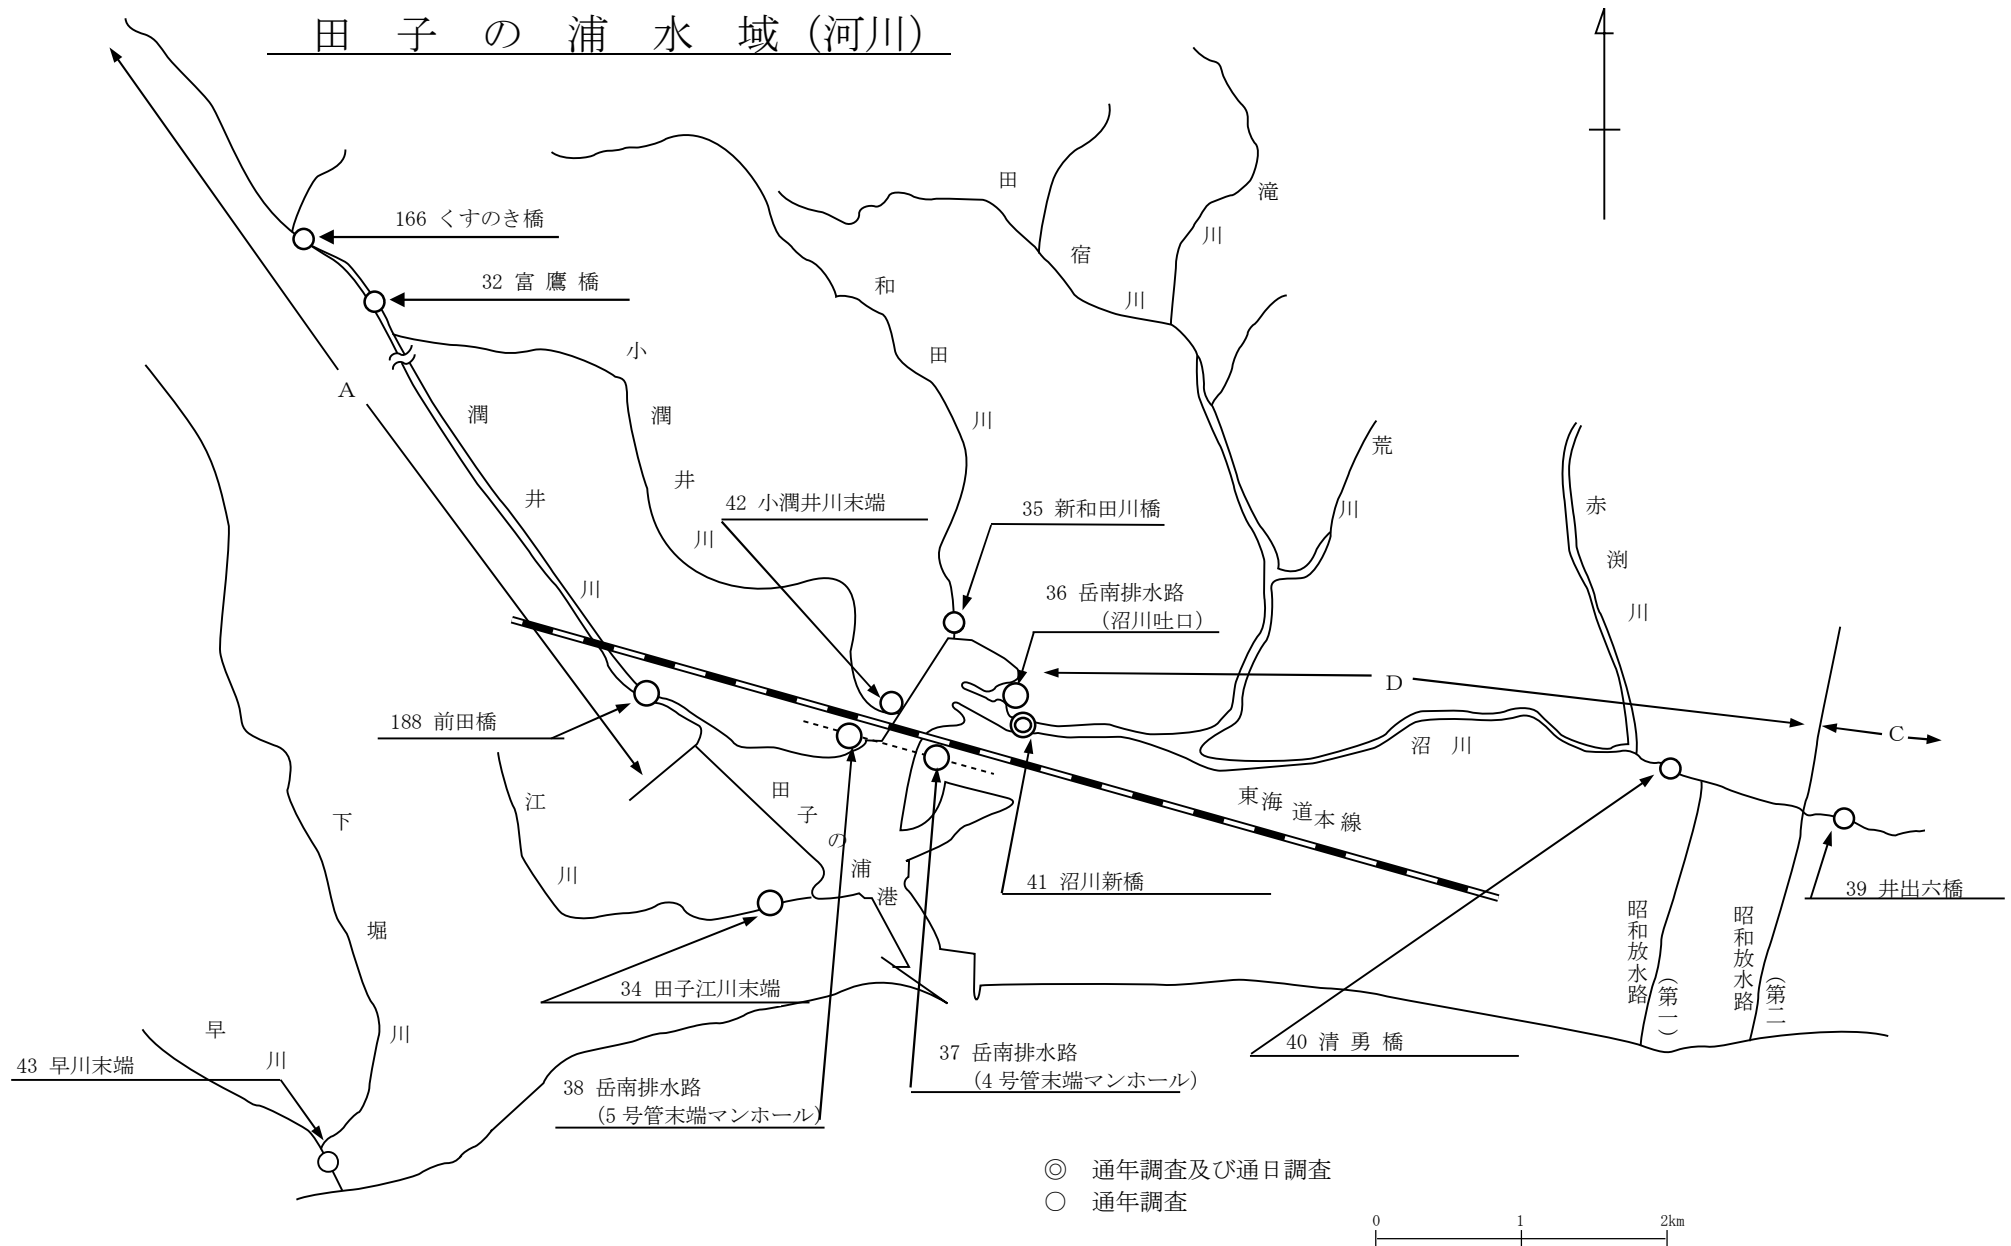 田子の浦水域(河川)
166 くすのき橋
32 富鷹橋
A
潤井川
小潤井川
和田川
田宿川
滝川
荒川
赤渕川
42 小潤井川末端
35 新和田川橋
36 岳南排水路
(沼川吐口)
D
C
188 前田橋
沼川
東海道本線
江川
田子の浦港
下堀川
41 沼川新橋
39 井出六橋
34 田子江川末端
昭和放水路
(第一)
昭和放水路
(第二
早川
43 早川末端
40 清勇橋
37 岳南排水路
(4号管末端マンホール)
38 岳南排水路
(5号管末端マンホール)
◎ 通年調査及び通日調査
○ 通年調査
0 1 2km